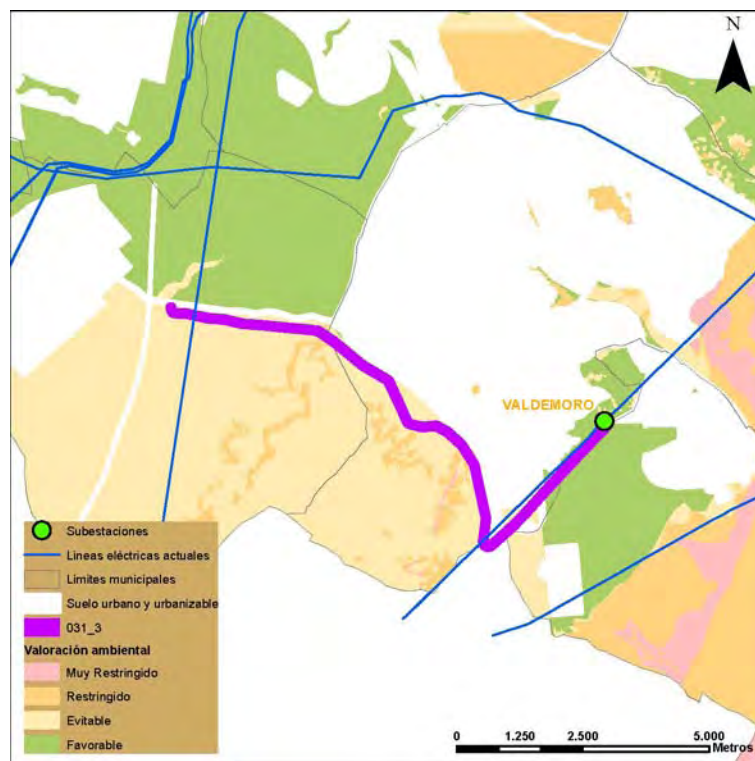 N
VALDEMORO
Subestaciones
Lineas eléctricas actuales
Limites municipales
Suelo urbano y urbanizable
031_3
Valoración ambiental
Muy Restringido
Restringido
Evitable
Favorable
0 1.250 2.500 5.000
Metros